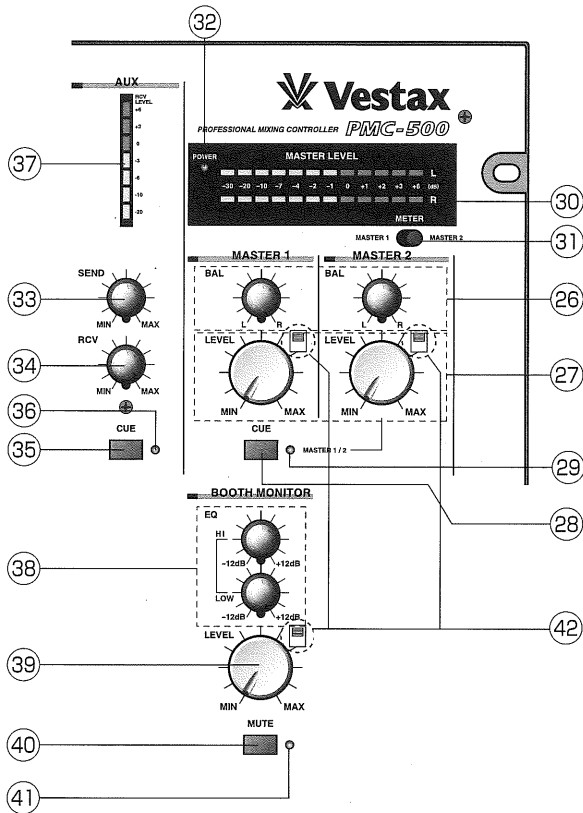 32
AUX
RCV LEVEL
+6
+2
0
-3
-6
-10
-20
37
Vestax
PROFESSIONAL MIXING CONTROLLER PMC-500
POWER
MASTER LEVEL
L
-30 -20 -10 -7 -4 -2 -1 0 +1 +2 +3 +6 (dB)
R
30
METER
MASTER 1 MASTER 2
31
MASTER 1 MASTER 2
SEND
MIN MAX
33
BAL
L R
BAL
L R
26
RCV
MIN MAX
34
LEVEL
MIN MAX
LEVEL
MIN MAX
27
36
CUE
35
CUE
MASTER 1 / 2
29
28
BOOTH MONITOR
EQ
HI
-12dB +12dB
38
LOW
-12dB +12dB
42
LEVEL
MIN MAX
39
MUTE
40
41